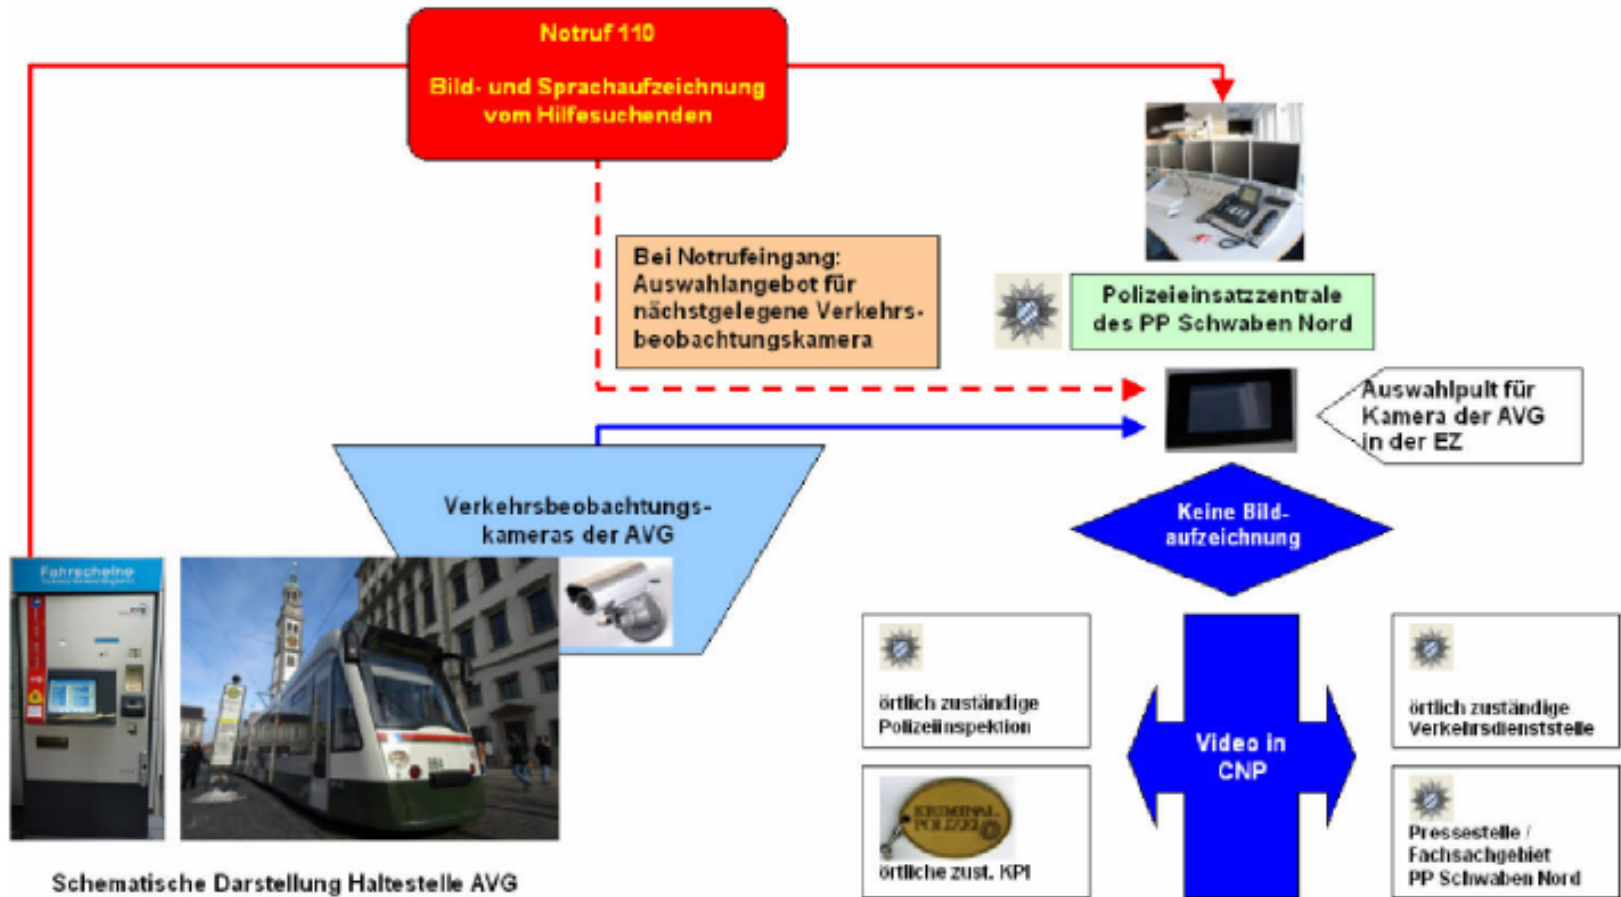 Notruf 110
Bild- und Sprachaufzeichnung
vom Hilfesuchenden
Bei Notrufeingang:
Auswahlangebot für
nächstgelegene Verkehrs-
beobachtungskamera
Polizeieinsatzzentrale
des PP Schwaben Nord
Auswahlpult für
Kamera der AVG
in der EZ
Verkehrsbeobachtungs-
kameras der AVG
Keine Bild-
aufzeichnung
Fahrscheine
örtlich zuständige
Polizeiinspektion
örtlich zuständige
Verkehrsdienststelle
Video in
CNP
KRIMINAL
POLIZEI
örtliche zust. KPI
Pressestelle /
Fachsachgebiet
PP Schwaben Nord
Schematische Darstellung Haltestelle AVG